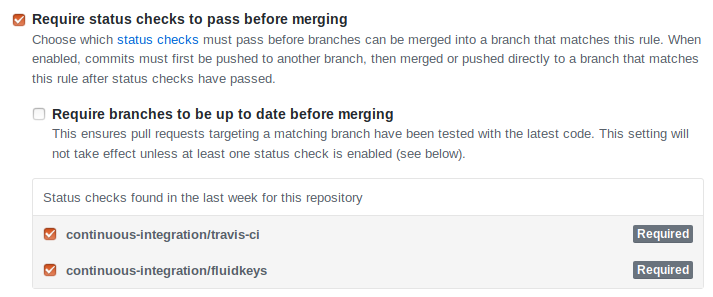 Require status checks to pass before merging
Choose which status checks must pass before branches can be merged into a branch that matches this rule. When
enabled, commits must first be pushed to another branch, then merged or pushed directly to a branch that matches
this rule after status checks have passed.
Require branches to be up to date before merging
This ensures pull requests targeting a matching branch have been tested with the latest code. This setting will
not take effect unless at least one status check is enabled (see below).
Status checks found in the last week for this repository
continuous-integration/travis-ci Required
continuous-integration/fluidkeys Required